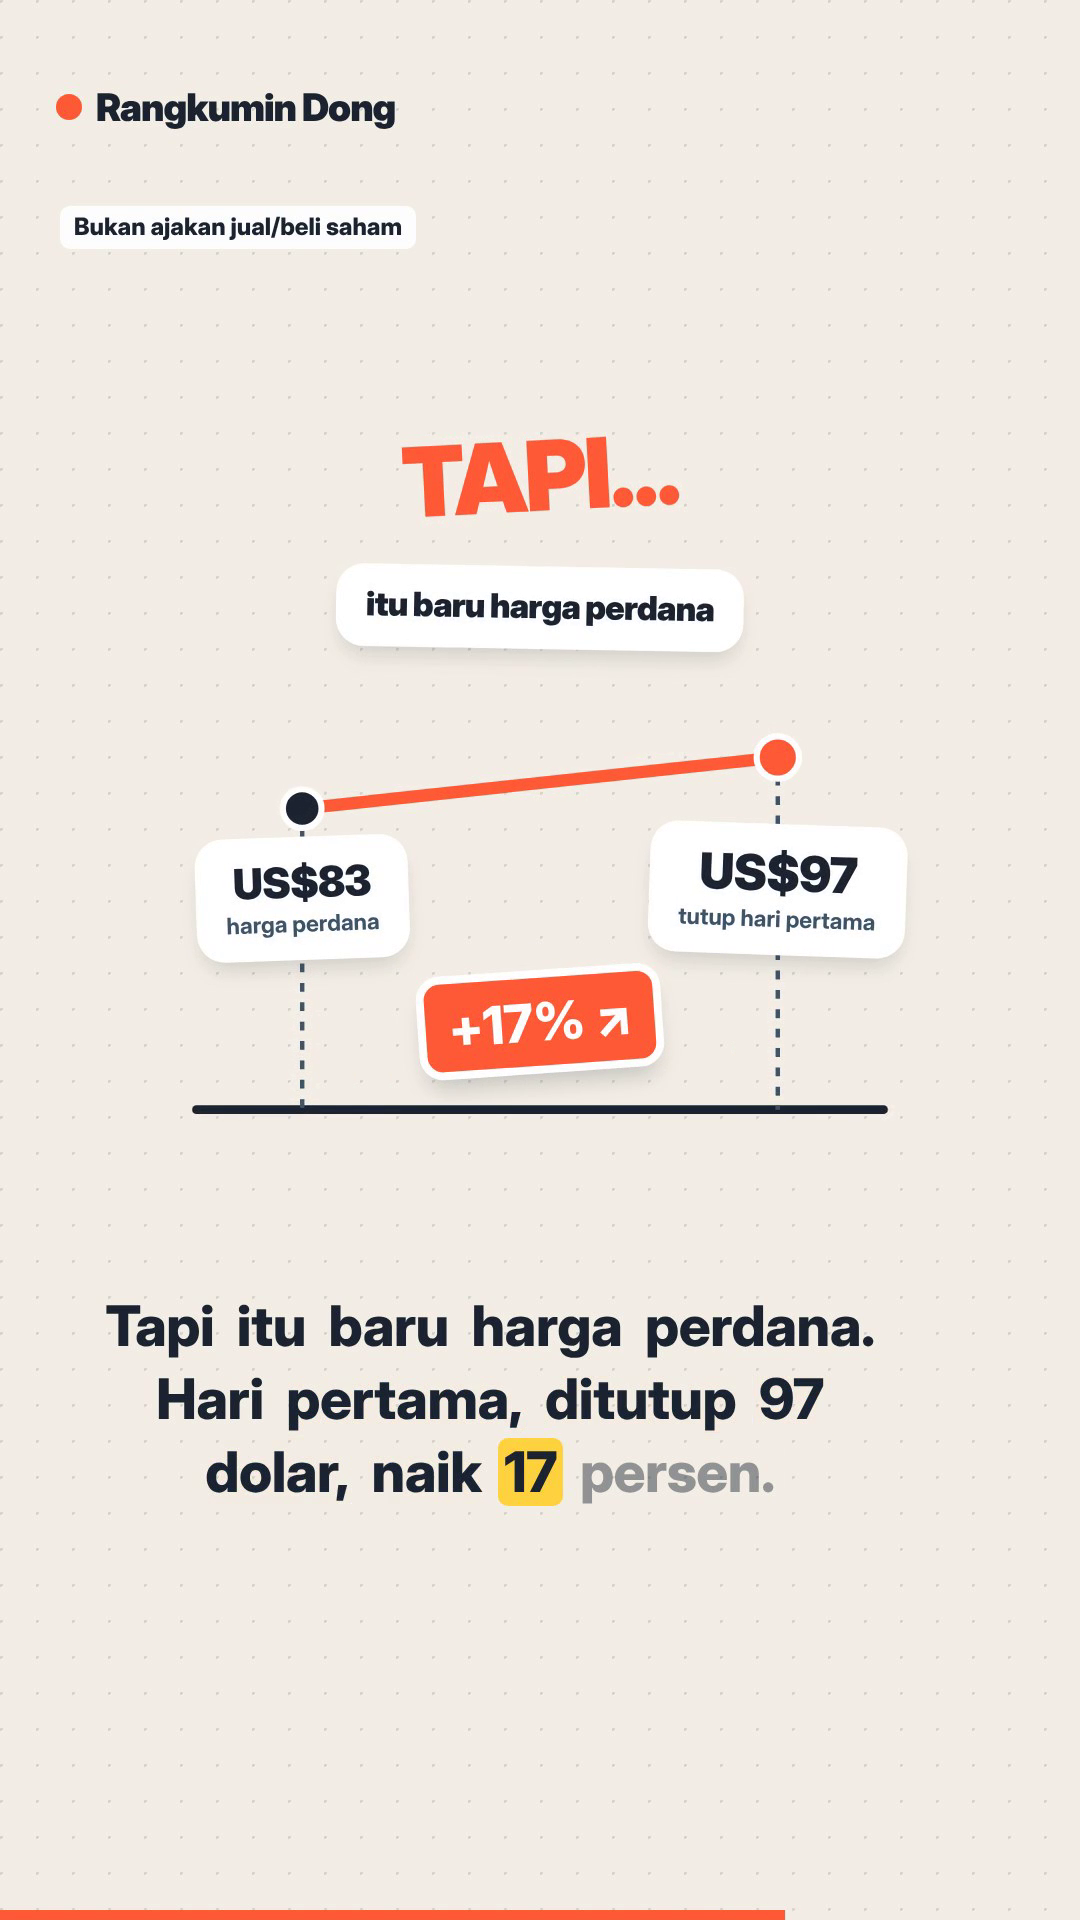 Rangkumin Dong
Bukan ajakan jual/beli saham
TAPI...
itu baru harga perdana
US$83
harga perdana
US$97
tutup hari pertama
+17% ↗
Tapi itu baru harga perdana.
Hari pertama, ditutup 97
dolar, naik 17 persen.